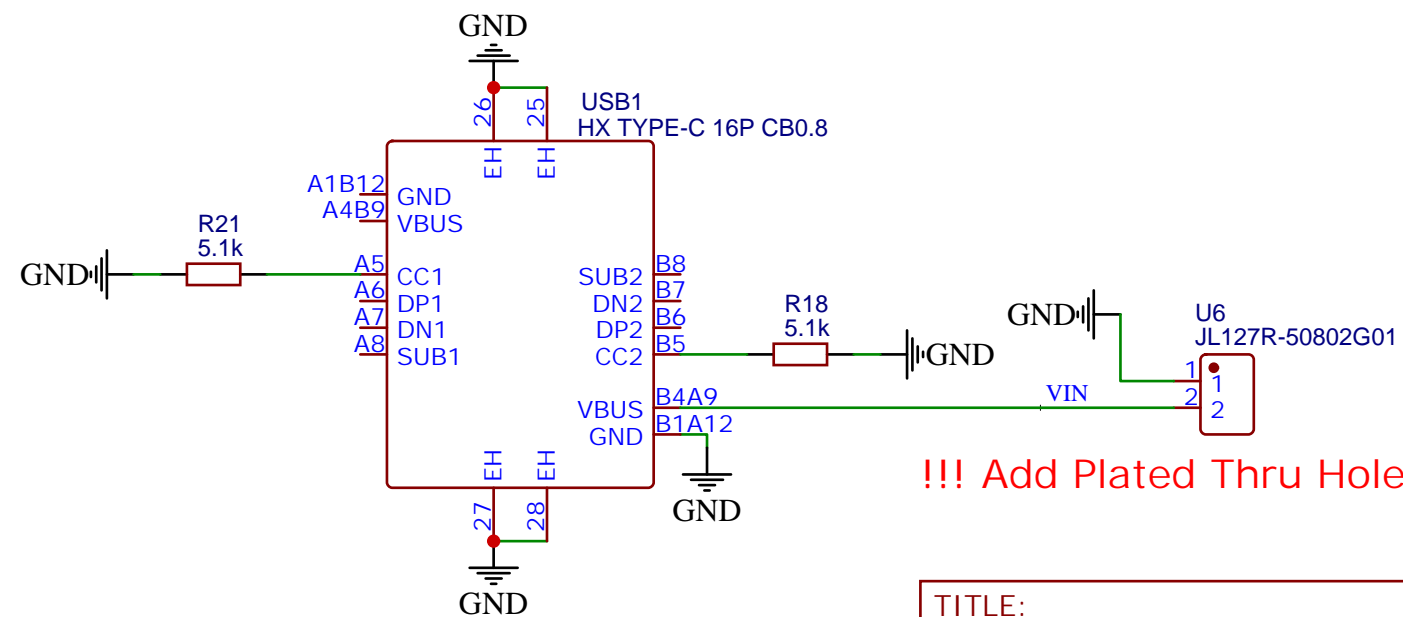 GND
26
25
USB1
HX TYPE-C 16P CB0.8
EH
EH
A1B12
GND
A4B9
VBUS
R21
5.1k
GND
A5
CC1
A6
DP1
A7
DN1
A8
SUB1
SUB2
B8
DN2
B7
DP2
B6
CC2
B5
R18
5.1k
GND
VBUS
B4A9
GND
B1A12
GND
VIN
GND
U6
JL127R-50802G01
1
1
2
2
EH
EH
27
28
GND
!!! Add Plated Thru Hole
TITLE: